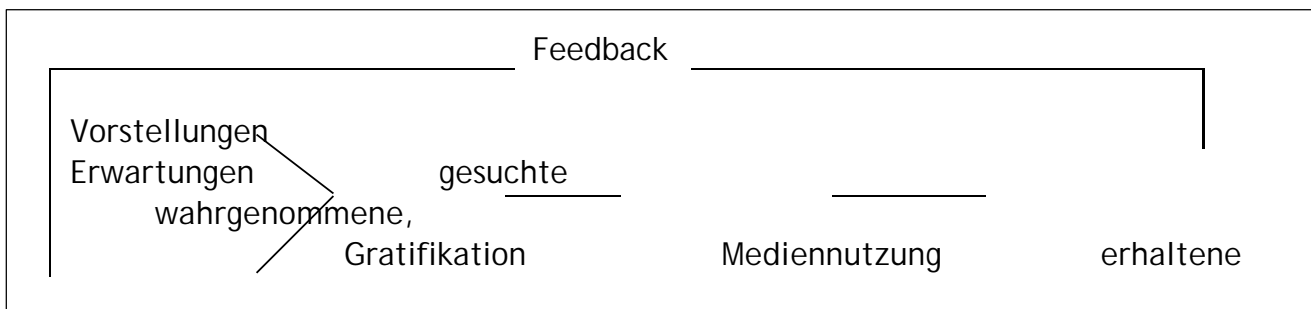 Feedback
Vorstellungen
Erwartungen gesuchte
wahrgenommene,
Gratifikation Mediennutzung erhaltene